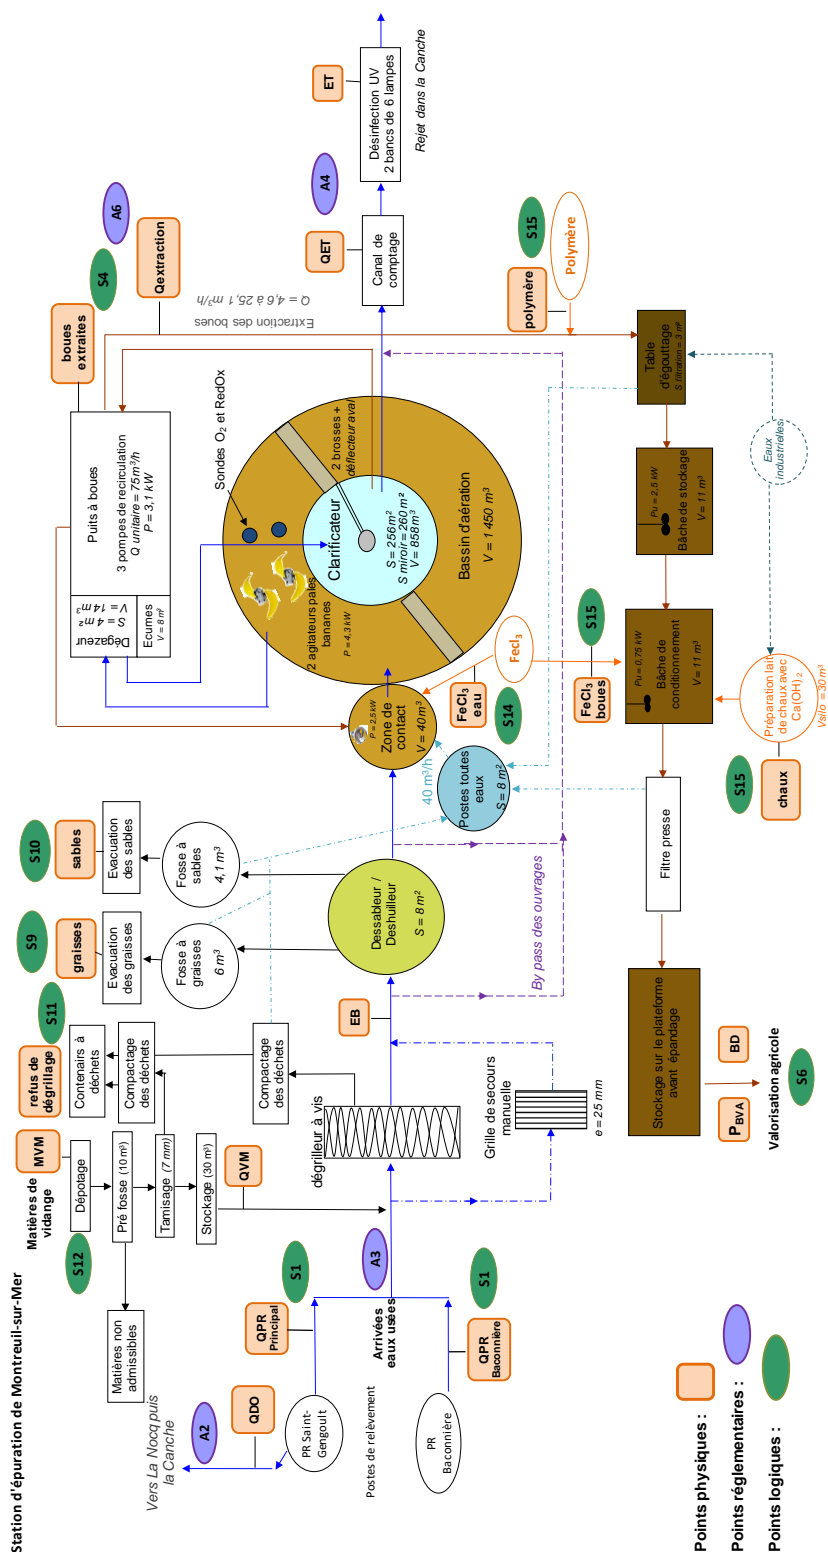 Station d'épuration de Montreuil-sur-Mer
Vers La Nocq puis
la Canche
A2
QDO
PR Saint-
Gengoult
Postes de relèvement
PR
Baconnière
QPR
Principal
S1
QPR
Baconnière
S1
Arrivées
eaux usées
A3
Matières non
admissibles
S12
Matières de
vidange
MVM
Dépotage
Pré fosse (10 m³)
Tamisage (7 mm)
Stockage (30 m³)
QVM
refus de
dégrillage
S11
Contenairs à
déchets
Compactage
des déchets
Compactage
des déchets
dégrilleur à vis
Grille de secours
manuelle
e = 25 mm
EB
S9
graisses
Evacuation
des graisses
Fosse à
graisses
6 m³
S10
sables
Evacuation
des sables
Fosse à
sables
4,1 m³
Dessableur /
Deshuilleur
S = 8 m²
By pass des ouvrages
Postes toutes
eaux
S = 8 m²
40 m³/h
P = 2,5 kW
Zone de
contact
V = 40 m³
FeCl3
eau
S14
Fecl3
FeCl3
boues
S15
2 agitateurs pales
bananes
P = 4,3 kW
Clarificateur
S = 256 m²
S miroir = 260 m²
V = 858 m³
2 brosses +
déflecteur aval
Bassin d'aération
V = 1 450 m³
Sondes O2 et RedOx
Dégazeur
S = 4 m²
V = 14 m³
Ecumes
V = 8 m³
Puits à boues
3 pompes de recirculation
Q unitaire = 75 m³/h
P = 3,1 kW
boues
extraites
S4
A6
Qextraction
Extraction des boues
Q = 4,6 à 25,1 m³/h
QET
Canal de
comptage
A4
ET
Désinfection UV
2 bancs de 6 lampes
Rejet dans la Canche
S15
polymère
Polymère
Table
d'égouttage
S filtration = 3 m²
Eaux
industrielles
Pu = 2,5 kW
Bâche de stockage
V = 11 m³
Pu = 0,75 kW
Bâche de
conditionnement
V = 11 m³
Préparation lait
de chaux avec
Ca(OH)2
Vsilo = 30 m³
chaux
S15
Filtre presse
Stockage sur le plateforme
avant épandage
PBVA
BD
Valorisation agricole
S6
Points physiques :
Points réglementaires :
Points logiques :